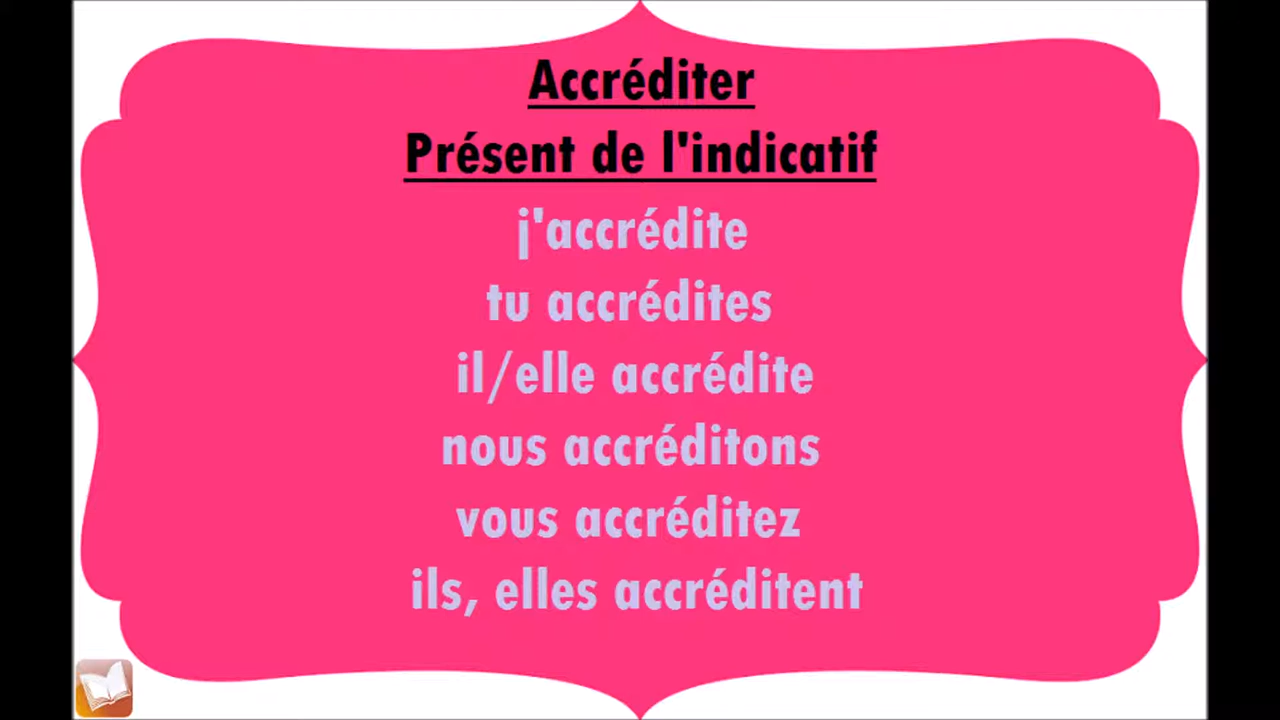 Accréditer
Présent de l'indicatif
j'accrédite
tu accrédites
il/elle accrédite
nous accréditons
vous accréditez
ils, elles accréditent